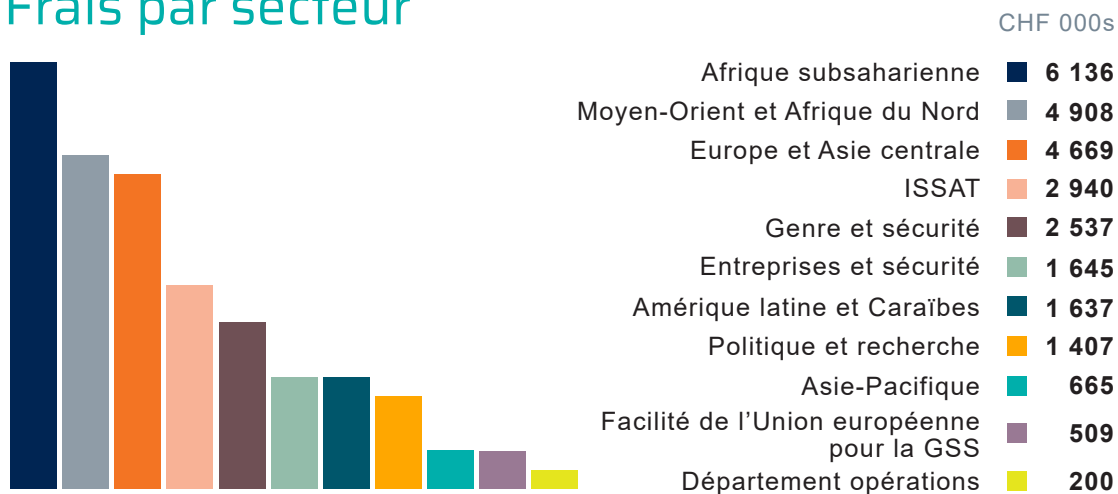 Frais par secteur
CHF 000s
Afrique subsaharienne 6 136
Moyen-Orient et Afrique du Nord 4 908
Europe et Asie centrale 4 669
ISSAT 2 940
Genre et sécurité 2 537
Entreprises et sécurité 1 645
Amérique latine et Caraïbes 1 637
Politique et recherche 1 407
Asie-Pacifique 665
Facilité de l’Union européenne
pour la GSS 509
Département opérations 200